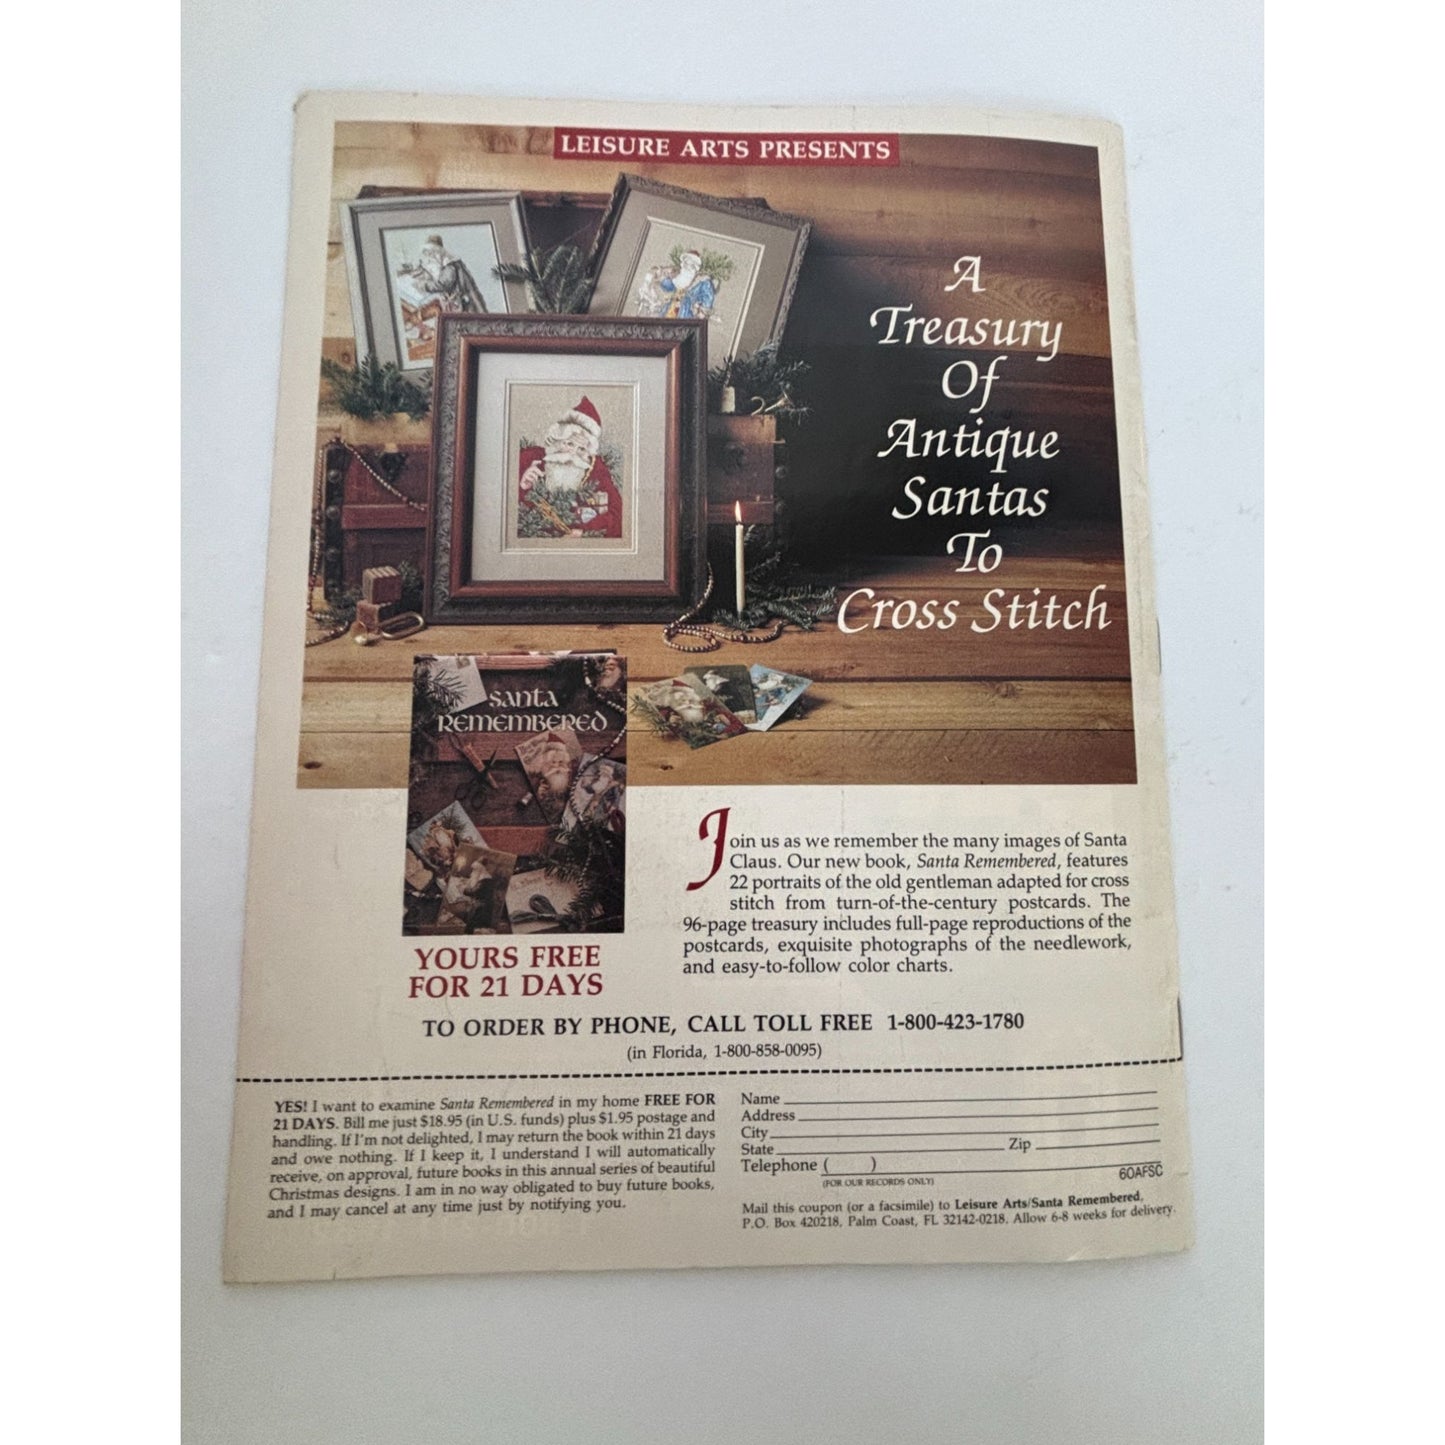 LEISURE ARTS PRESENTS
A
Treasury
Of
Antique
Santas
To
Cross Stitch
SANTA
REMEMBERED
YOURS FREE
FOR 21 DAYS
Join us as we remember the many images of Santa
Claus. Our new book, Santa Remembered, features
22 portraits of the old gentleman adapted for cross
stitch from turn-of-the-century postcards. The
96-page treasury includes full-page reproductions of the
postcards, exquisite photographs of the needlework,
and easy-to-follow color charts.
TO ORDER BY PHONE, CALL TOLL FREE 1-800-423-1780
(in Florida, 1-800-858-0095)
YES! I want to examine Santa Remembered in my home FREE FOR
21 DAYS. Bill me just $18.95 (in U.S. funds) plus $1.95 postage and
handling. If I'm not delighted, I may return the book within 21 days
and owe nothing. If I keep it, I understand I will automatically
receive, on approval, future books in this annual series of beautiful
Christmas designs. I am in no way obligated to buy future books,
and I may cancel at any time just by notifying you.
Name
Address
City
State Zip
Telephone ( )
(FOR OUR RECORDS ONLY)
60AFSC
Mail this coupon (or a facsimile) to Leisure Arts/Santa Remembered,
P.O. Box 420218, Palm Coast, FL 32142-0218. Allow 6-8 weeks for delivery.